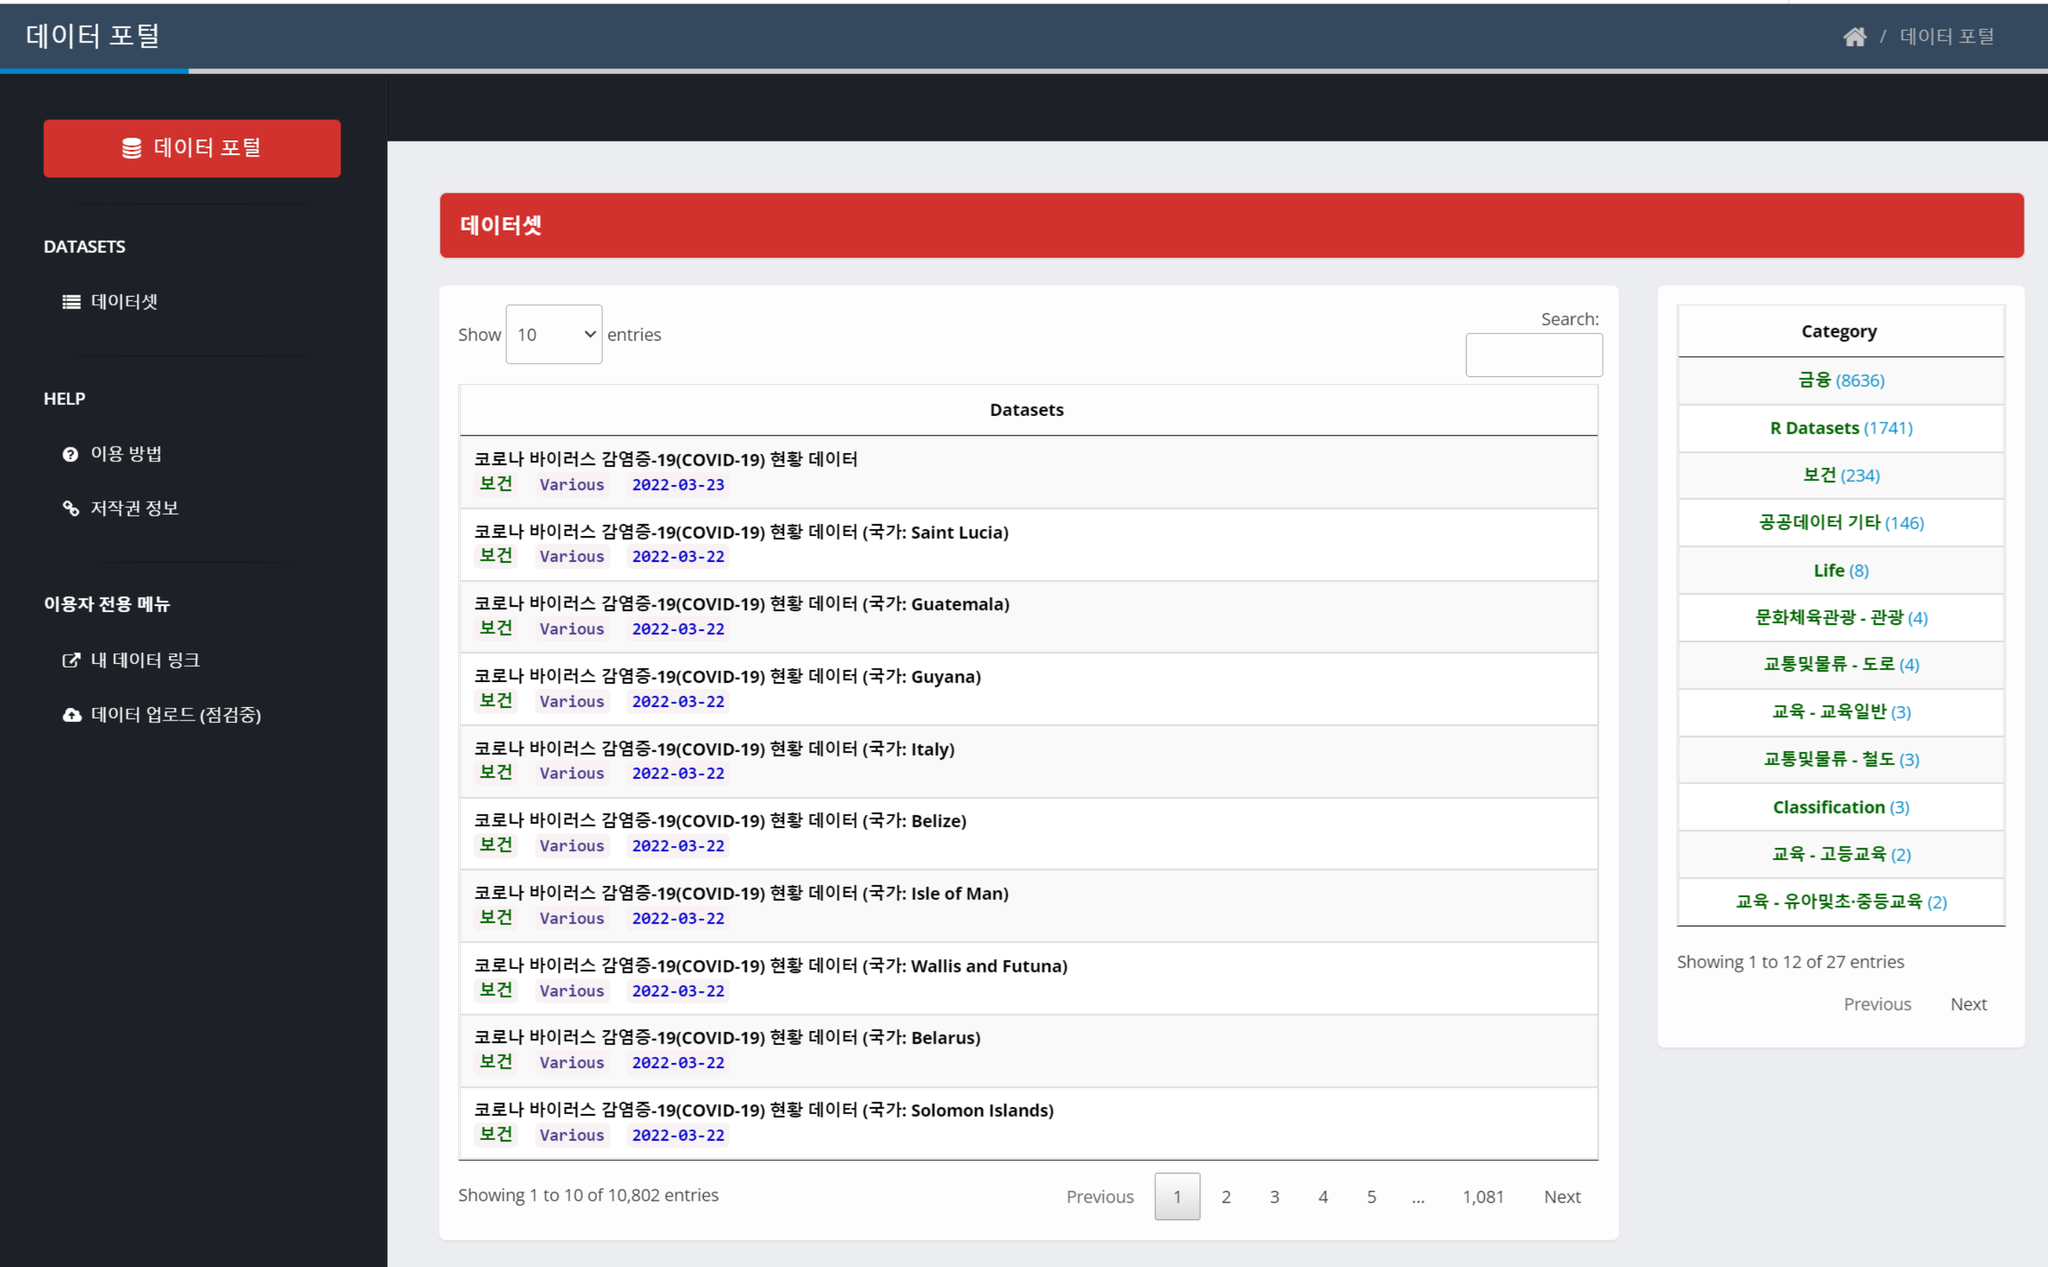 데이터 포털
/ 데이터 포털
데이터 포털
DATASETS
데이터셋
HELP
이용 방법
저작권 정보
이용자 전용 메뉴
내 데이터 링크
데이터 업로드 (점검중)
데이터셋
Show 10 entries
Search:
Datasets
코로나 바이러스 감염증-19(COVID-19) 현황 데이터
보건 Various 2022-03-23
코로나 바이러스 감염증-19(COVID-19) 현황 데이터 (국가: Saint Lucia)
보건 Various 2022-03-22
코로나 바이러스 감염증-19(COVID-19) 현황 데이터 (국가: Guatemala)
보건 Various 2022-03-22
코로나 바이러스 감염증-19(COVID-19) 현황 데이터 (국가: Guyana)
보건 Various 2022-03-22
코로나 바이러스 감염증-19(COVID-19) 현황 데이터 (국가: Italy)
보건 Various 2022-03-22
코로나 바이러스 감염증-19(COVID-19) 현황 데이터 (국가: Belize)
보건 Various 2022-03-22
코로나 바이러스 감염증-19(COVID-19) 현황 데이터 (국가: Isle of Man)
보건 Various 2022-03-22
코로나 바이러스 감염증-19(COVID-19) 현황 데이터 (국가: Wallis and Futuna)
보건 Various 2022-03-22
코로나 바이러스 감염증-19(COVID-19) 현황 데이터 (국가: Belarus)
보건 Various 2022-03-22
코로나 바이러스 감염증-19(COVID-19) 현황 데이터 (국가: Solomon Islands)
보건 Various 2022-03-22
Showing 1 to 10 of 10,802 entries
Previous 1 2 3 4 5 ... 1,081 Next
Category
금융 (8636)
R Datasets (1741)
보건 (234)
공공데이터 기타 (146)
Life (8)
문화체육관광 - 관광 (4)
교통및물류 - 도로 (4)
교육 - 교육일반 (3)
교통및물류 - 철도 (3)
Classification (3)
교육 - 고등교육 (2)
교육 - 유아및초·중등교육 (2)
Showing 1 to 12 of 27 entries
Previous Next